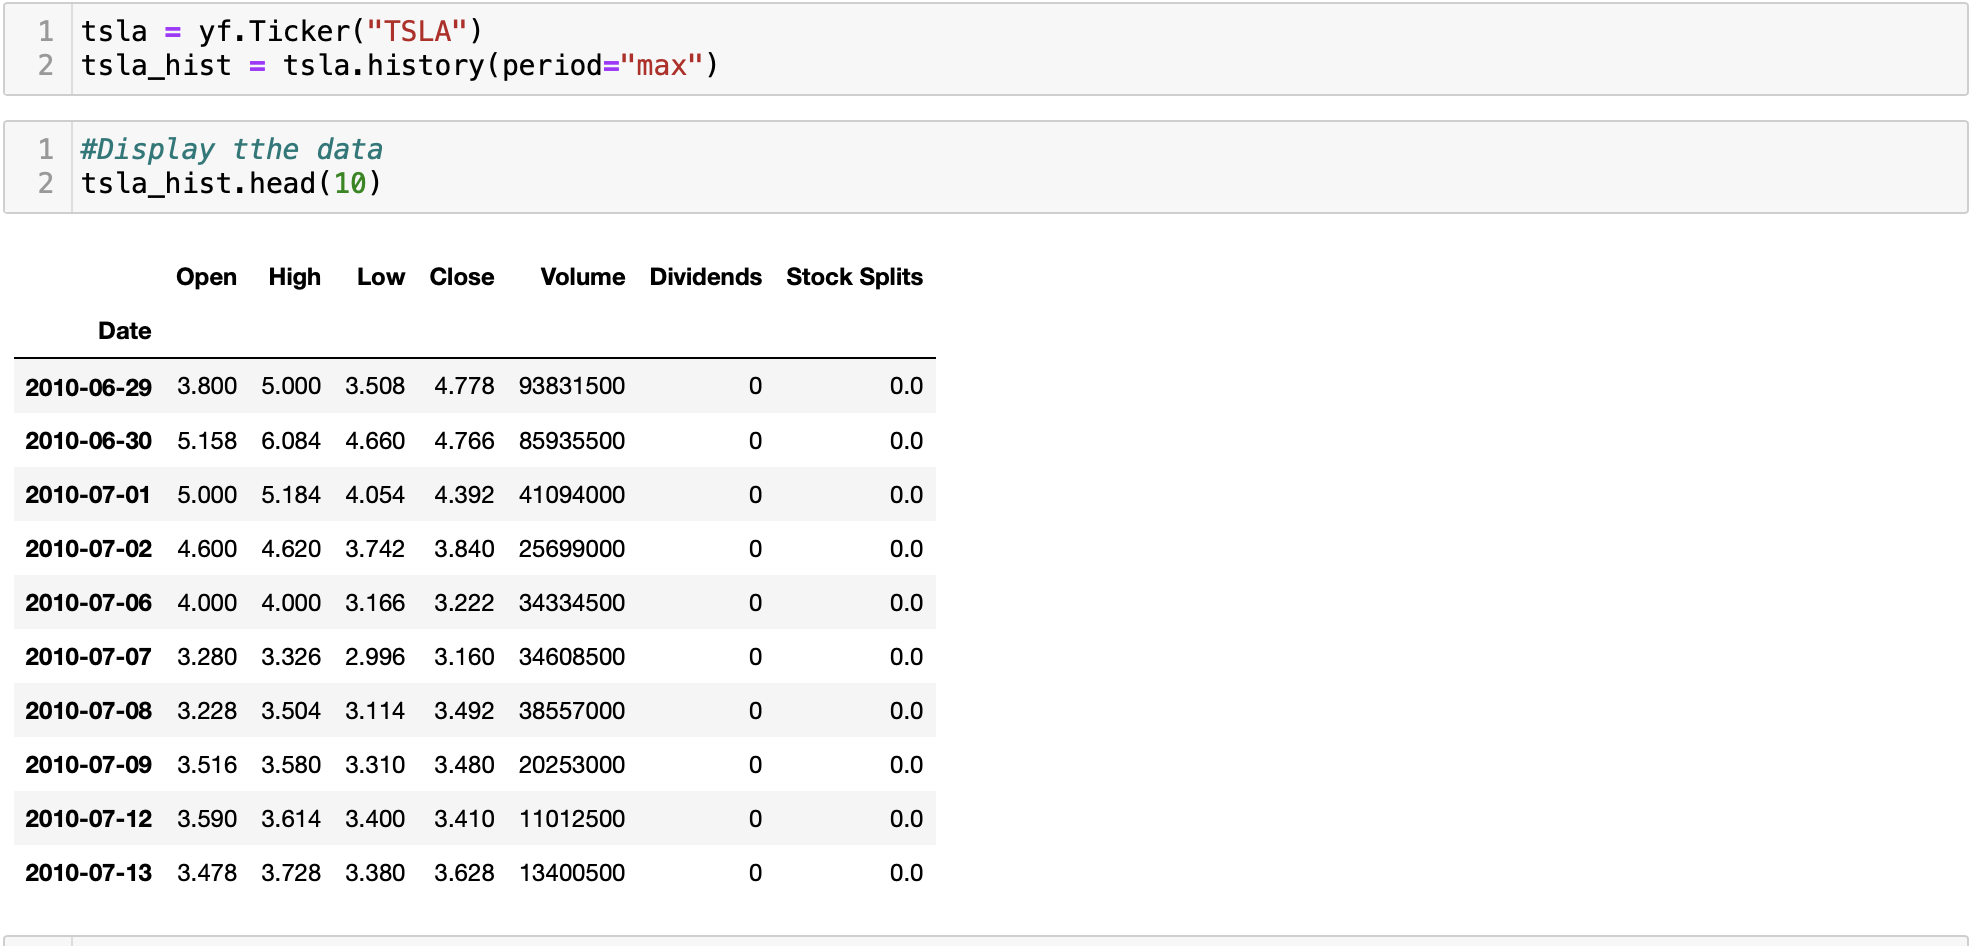 1 tsla = yf.Ticker("TSLA")
2 tsla_hist = tsla.history(period="max")
1 #Display tthe data
2 tsla_hist.head(10)
Open High Low Close Volume Dividends Stock Splits
Date
2010-06-29 3.800 5.000 3.508 4.778 93831500 0 0.0
2010-06-30 5.158 6.084 4.660 4.766 85935500 0 0.0
2010-07-01 5.000 5.184 4.054 4.392 41094000 0 0.0
2010-07-02 4.600 4.620 3.742 3.840 25699000 0 0.0
2010-07-06 4.000 4.000 3.166 3.222 34334500 0 0.0
2010-07-07 3.280 3.326 2.996 3.160 34608500 0 0.0
2010-07-08 3.228 3.504 3.114 3.492 38557000 0 0.0
2010-07-09 3.516 3.580 3.310 3.480 20253000 0 0.0
2010-07-12 3.590 3.614 3.400 3.410 11012500 0 0.0
2010-07-13 3.478 3.728 3.380 3.628 13400500 0 0.0